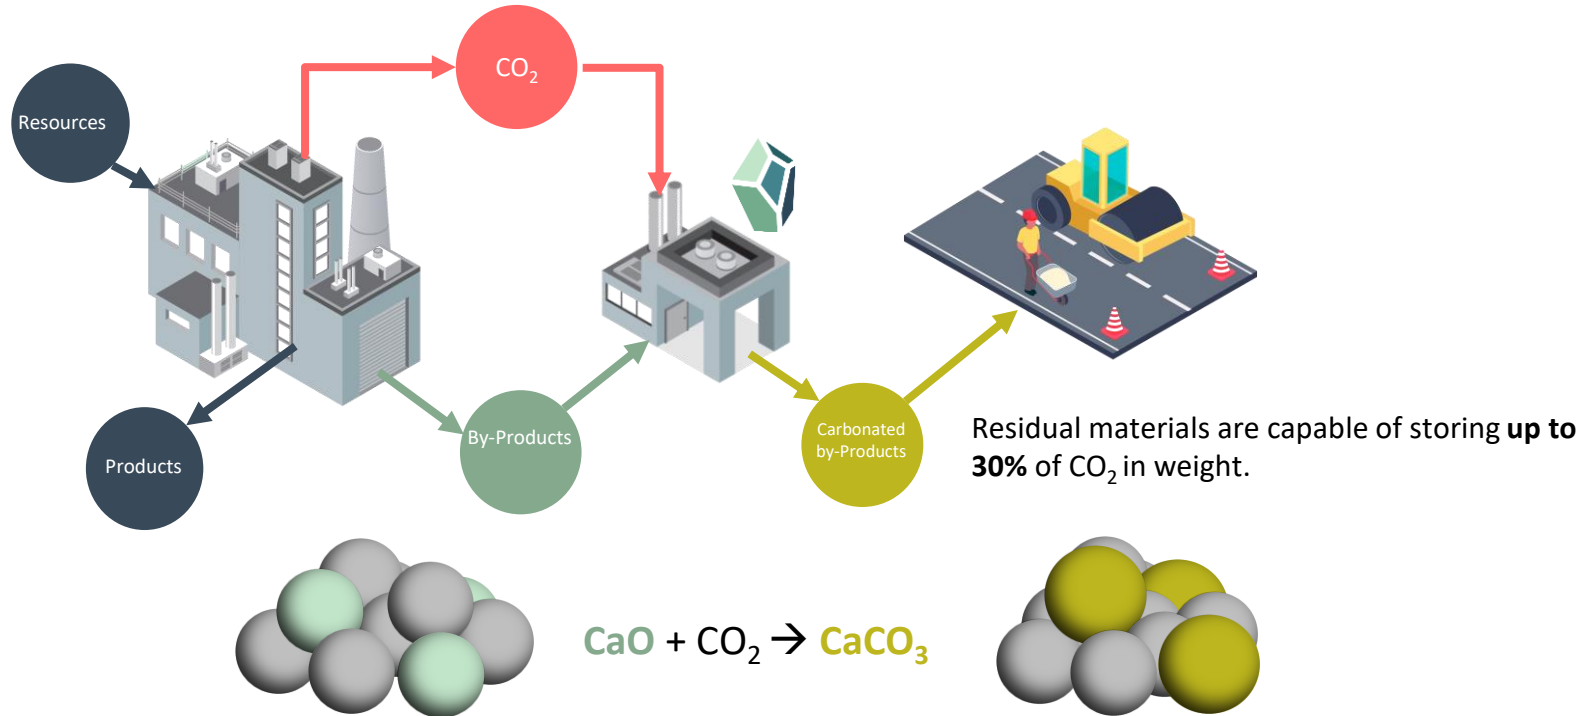 CO₂
Resources
By-Products
Carbonated
by-Products
Products
Residual materials are capable of storing up to
30% of CO₂ in weight.
CaO + CO₂ → CaCO₃